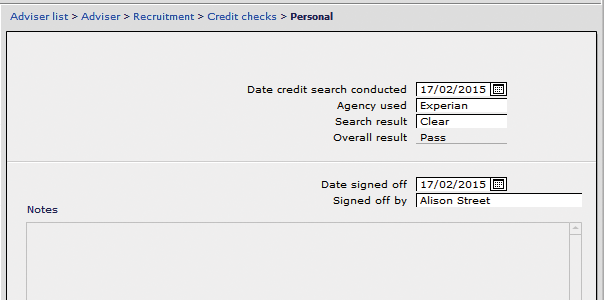 Adviser list > Adviser > Recruitment > Credit checks > Personal
Date credit search conducted 17/02/2015
Agency used Experian
Search result Clear
Overall result Pass
Date signed off 17/02/2015
Signed off by Alison Street
Notes